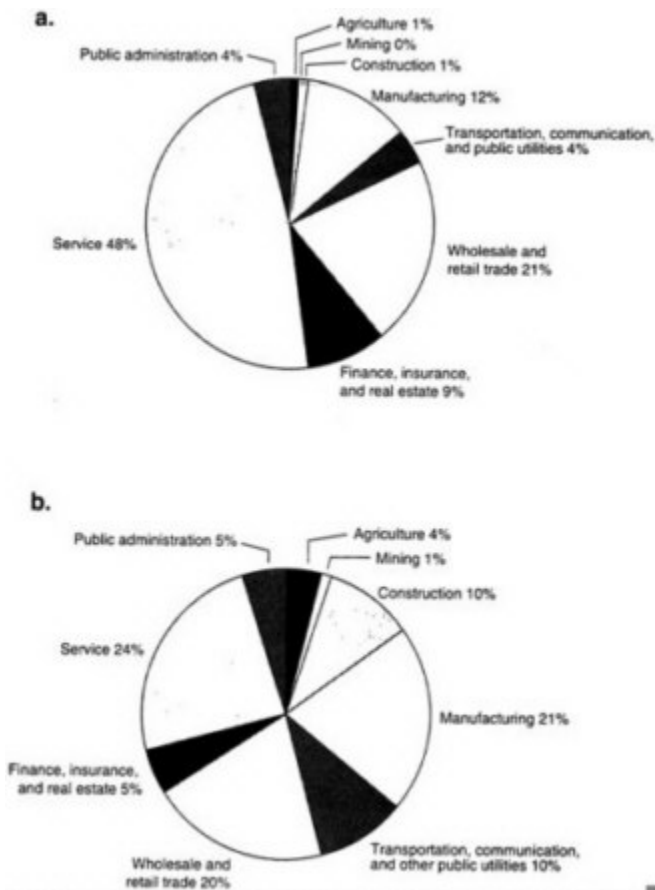 a.
Agriculture 1%
Mining 0%
Public administration 4%
Construction 1%
Manufacturing 12%
Transportation, communication,
and public utilities 4%
Service 48%
Wholesale and
retail trade 21%
Finance, insurance,
and real estate 9%
b.
Agriculture 4%
Public administration 5%
Mining 1%
Construction 10%
Service 24%
Manufacturing 21%
Finance, insurance,
and real estate 5%
Transportation, communication,
and other public utilities 10%
Wholesale and
retail trade 20%